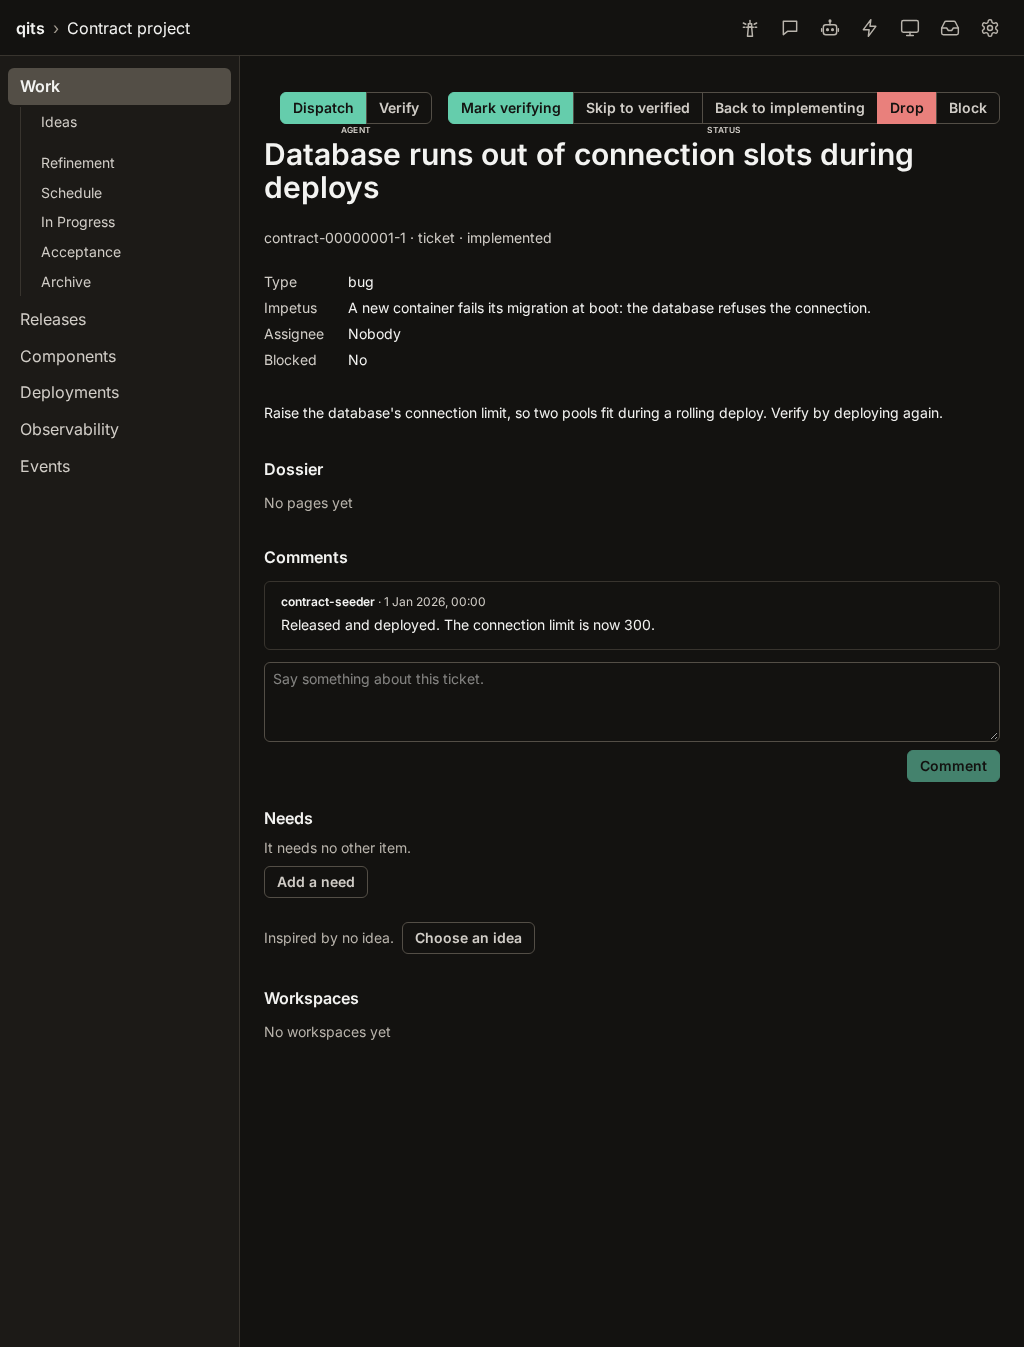 qits › Contract project
Work
Ideas
Refinement
Schedule
In Progress
Acceptance
Archive
Releases
Components
Deployments
Observability
Events
Dispatch Verify
AGENT
Mark verifying Skip to verified Back to implementing Drop Block
STATUS
Database runs out of connection slots during
deploys
contract-00000001-1 · ticket · implemented
Type bug
Impetus A new container fails its migration at boot: the database refuses the connection.
Assignee Nobody
Blocked No
Raise the database's connection limit, so two pools fit during a rolling deploy. Verify by deploying again.
Dossier
No pages yet
Comments
contract-seeder · 1 Jan 2026, 00:00
Released and deployed. The connection limit is now 300.
Say something about this ticket.
Comment
Needs
It needs no other item.
Add a need
Inspired by no idea. Choose an idea
Workspaces
No workspaces yet